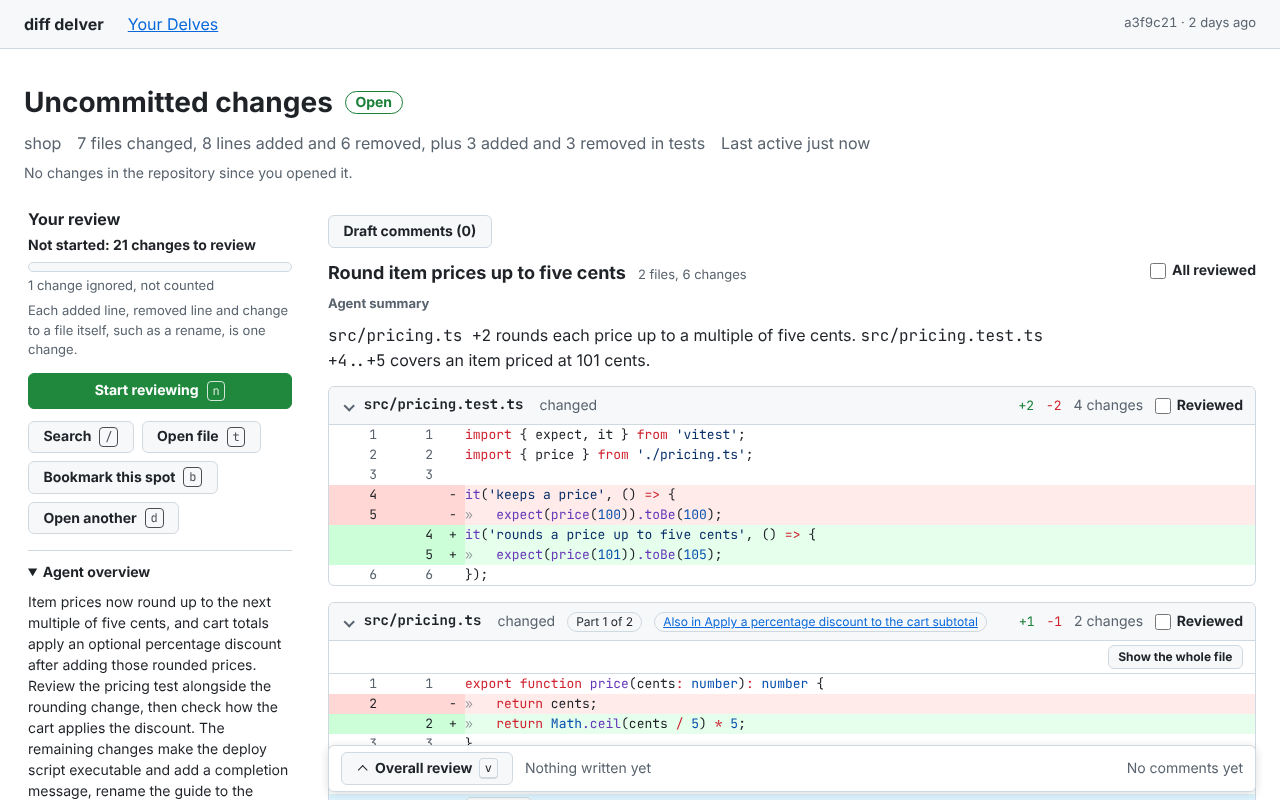 diff delver Your Delves a3f9c21 · 2 days ago
Uncommitted changes Open
shop 7 files changed, 8 lines added and 6 removed, plus 3 added and 3 removed in tests Last active just now
No changes in the repository since you opened it.
Your review
Not started: 21 changes to review
1 change ignored, not counted
Each added line, removed line and change
to a file itself, such as a rename, is one
change.
Start reviewing n
Search / Open file t
Bookmark this spot b
Open another d
▼ Agent overview
Item prices now round up to the next
multiple of five cents, and cart totals
apply an optional percentage discount
after adding those rounded prices.
Review the pricing test alongside the
rounding change, then check how the
cart applies the discount. The
remaining changes make the deploy
script executable and add a completion
message, rename the guide to the
Draft comments (0)
Round item prices up to five cents 2 files, 6 changes All reviewed
Agent summary
src/pricing.ts +2 rounds each price up to a multiple of five cents. src/pricing.test.ts
+4..+5 covers an item priced at 101 cents.
src/pricing.test.ts changed +2 -2 4 changes Reviewed
1 1 import { expect, it } from 'vitest';
2 2 import { price } from './pricing.ts';
3 3
4 - it('keeps a price', () => {
5 - » expect(price(100)).toBe(100);
4 + it('rounds a price up to five cents', () => {
5 + » expect(price(101)).toBe(105);
6 6 });
src/pricing.ts changed Part 1 of 2 Also in Apply a percentage discount to the cart subtotal +1 -1 2 changes Reviewed
Show the whole file
1 1 export function price(cents: number): number {
2 - » return cents;
2 + » return Math.ceil(cents / 5) * 5;
3 3 }
Overall review v Nothing written yet No comments yet